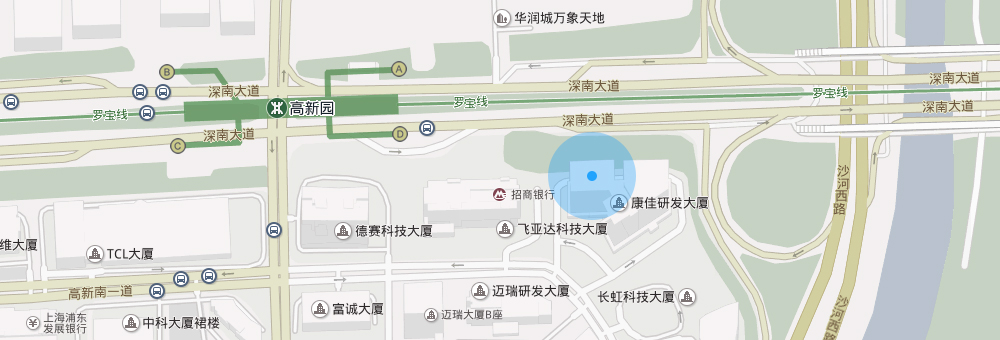 华润城万象天地
B
A
深南大道
深南大道
深南大道
罗宝线
罗宝线
罗宝线
高新园
深南大道
深南大道
深南大道
C
D
沙河西路
招商银行
康佳研发大厦
德赛科技大厦
飞亚达科技大厦
维大厦
TCL大厦
高新南一道
迈瑞研发大厦
长虹科技大厦
沙河西路
富诚大厦
迈瑞大厦B座
上海浦东
发展银行
中科大厦裙楼